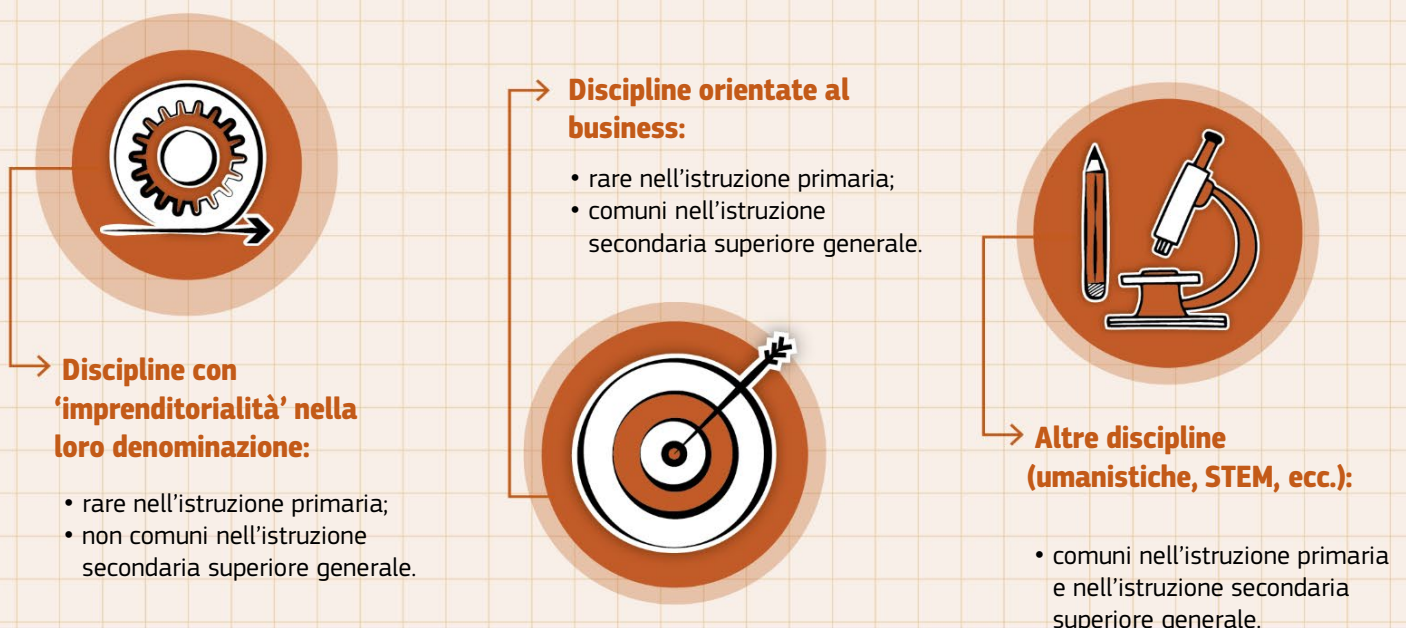 Discipline con
‘imprenditorialità’ nella
loro denominazione:
• rare nell’istruzione primaria;
• non comuni nell’istruzione
secondaria superiore generale.
Discipline orientate al
business:
• rare nell’istruzione primaria;
• comuni nell’istruzione
secondaria superiore generale.
Altre discipline
(umanistiche, STEM, ecc.):
• comuni nell’istruzione primaria
e nell’istruzione secondaria
superiore generale.